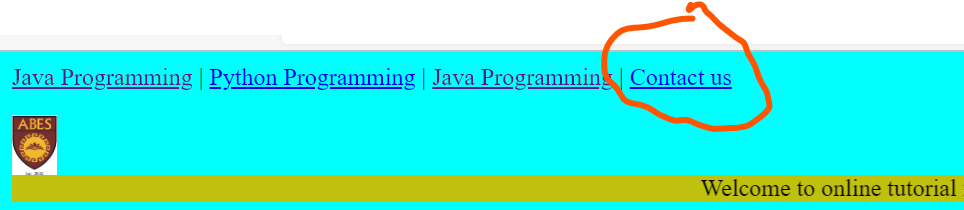 Java Programming | Python Programming | Java Programming | Contact us
ABES
Welcome to online tutorial